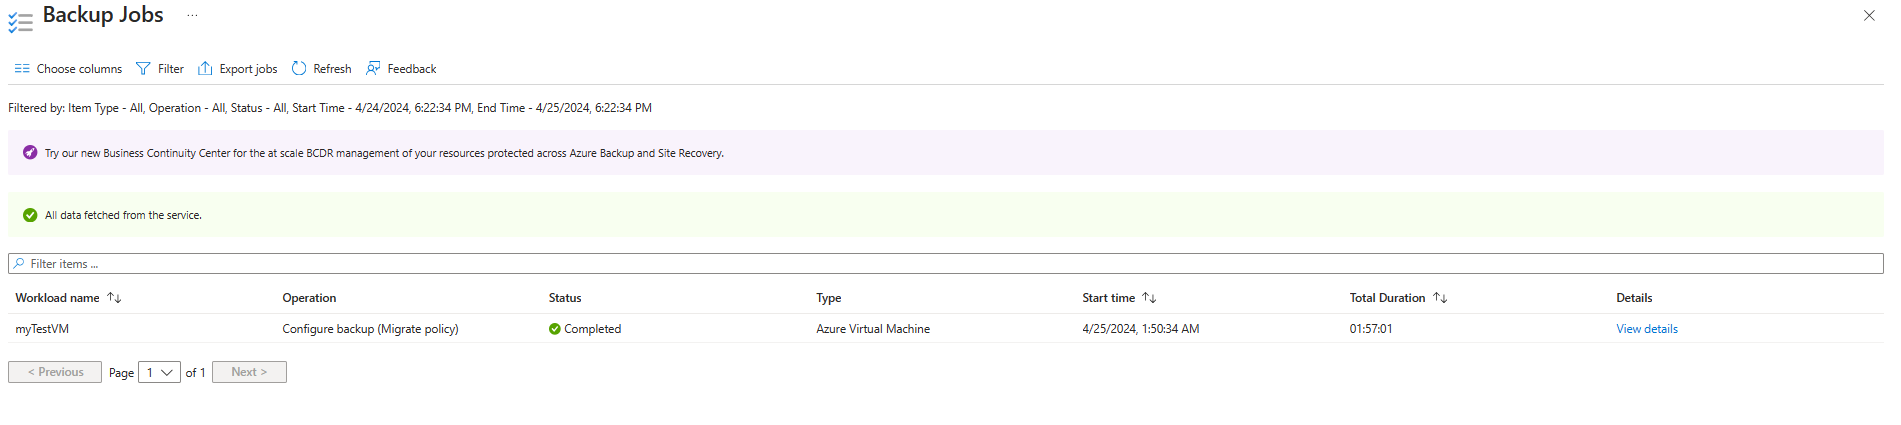 Backup Jobs ...
Choose columns Filter Export jobs Refresh Feedback
Filtered by: Item Type - All, Operation - All, Status - All, Start Time - 4/24/2024, 6:22:34 PM, End Time - 4/25/2024, 6:22:34 PM
Try our new Business Continuity Center for the at scale BCDR management of your resources protected across Azure Backup and Site Recovery.
All data fetched from the service.
Filter items ...
Workload name Operation Status Type Start time Total Duration Details
myTestVM Configure backup (Migrate policy) Completed Azure Virtual Machine 4/25/2024, 1:50:34 AM 01:57:01 View details
< Previous Page 1 of 1 Next >